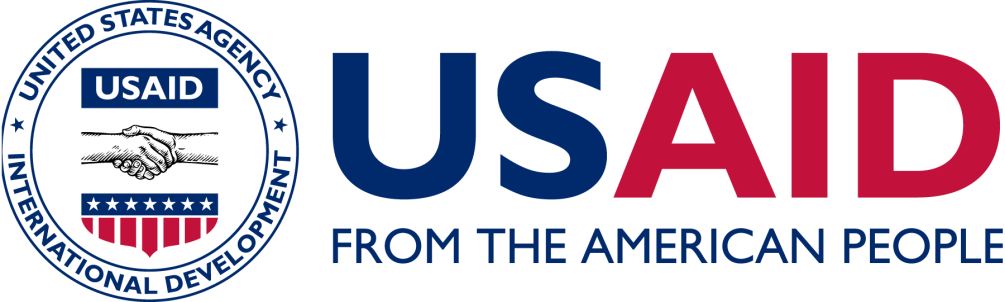 UNITED STATES AGENCY
USAID
INTERNATIONAL DEVELOPMENT
USAID
FROM THE AMERICAN PEOPLE